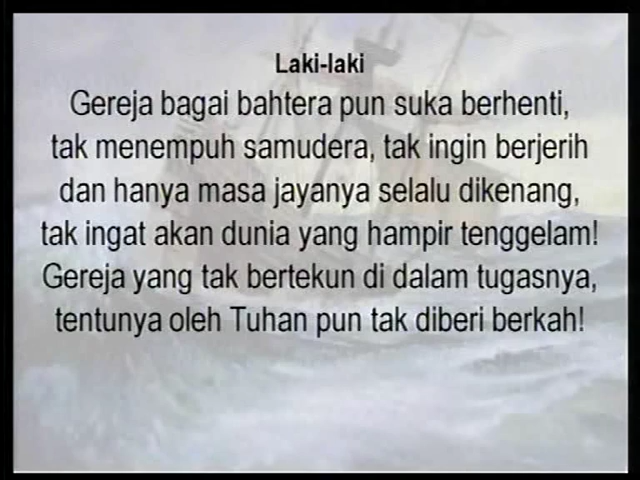 Laki-laki
Gereja bagai bahtera pun suka berhenti,
tak menempuh samudera, tak ingin berjerih
dan hanya masa jayanya selalu dikenang,
tak ingat akan dunia yang hampir tenggelam!
Gereja yang tak bertekun di dalam tugasnya,
tentunya oleh Tuhan pun tak diberi berkah!